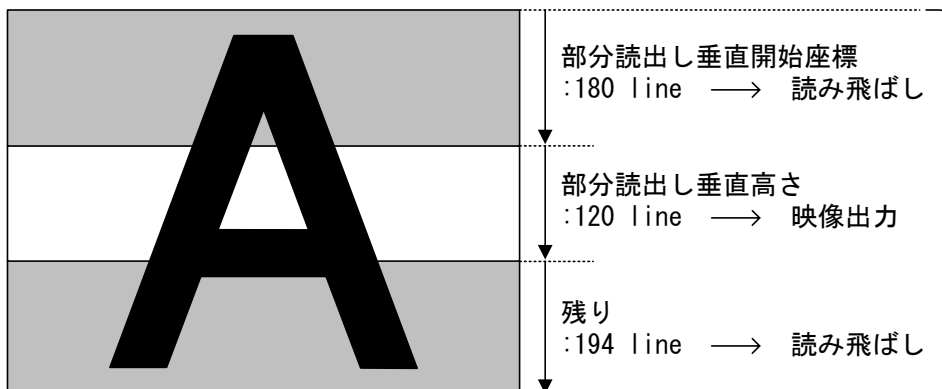 A
部分読出し垂直開始座標
:180 line → 読み飛ばし
部分読出し垂直高さ
:120 line → 映像出力
残り
:194 line → 読み飛ばし